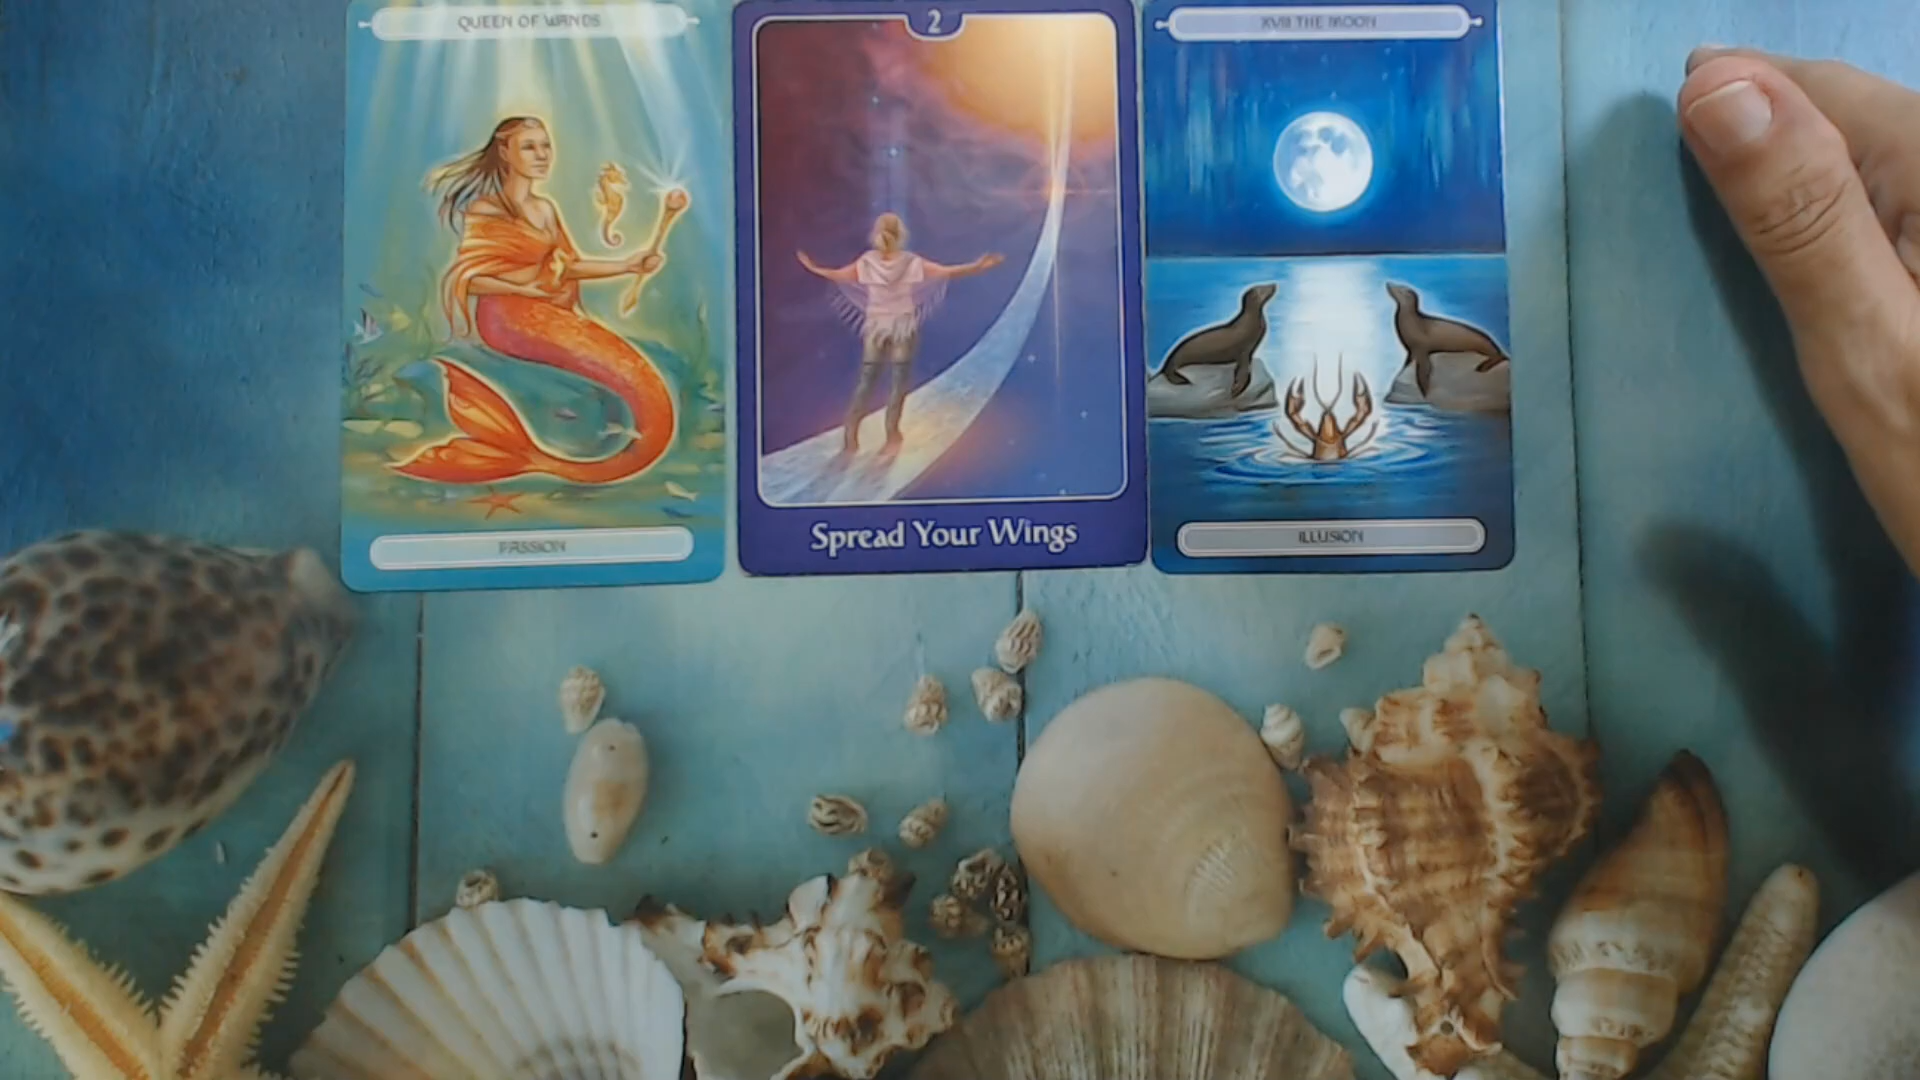 QUEEN OF WANDS
2
XVIII THE MOON
PASSION
Spread Your Wings
ILLUSION